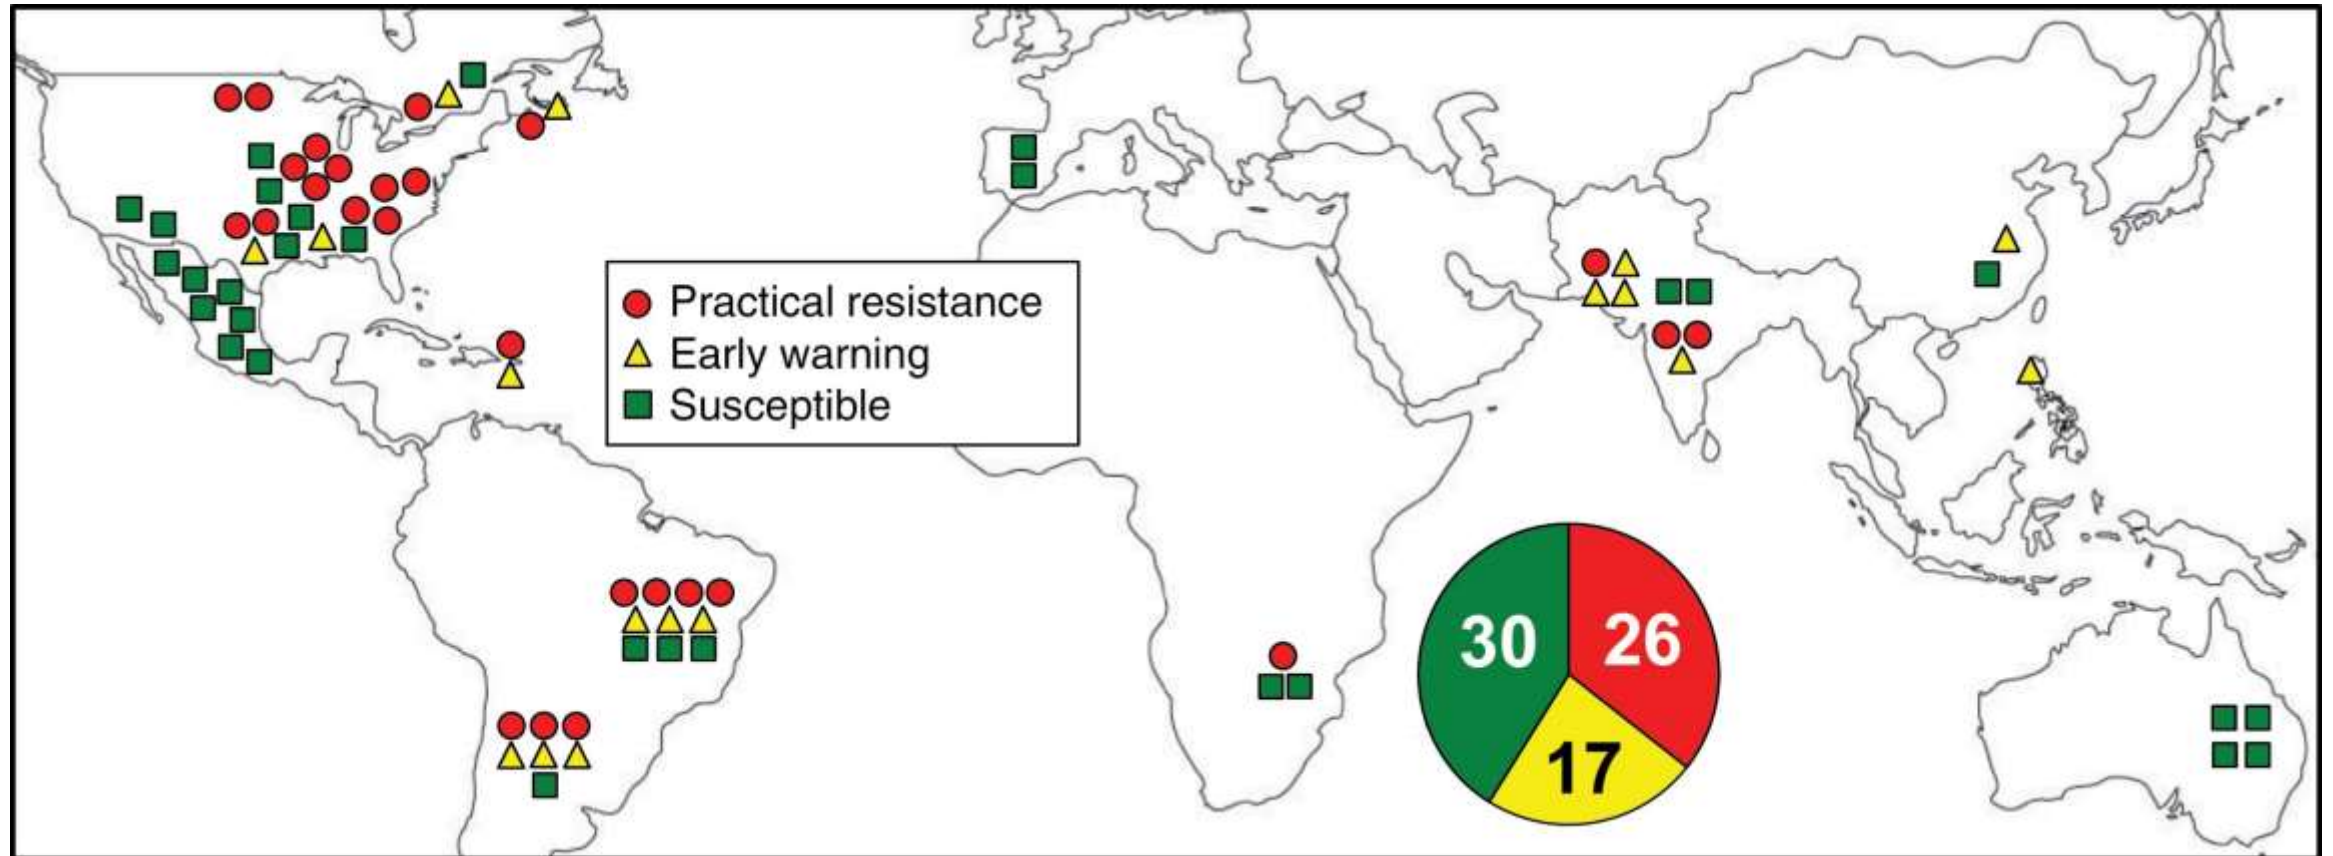 Practical resistance
Early warning
Susceptible
30
26
17